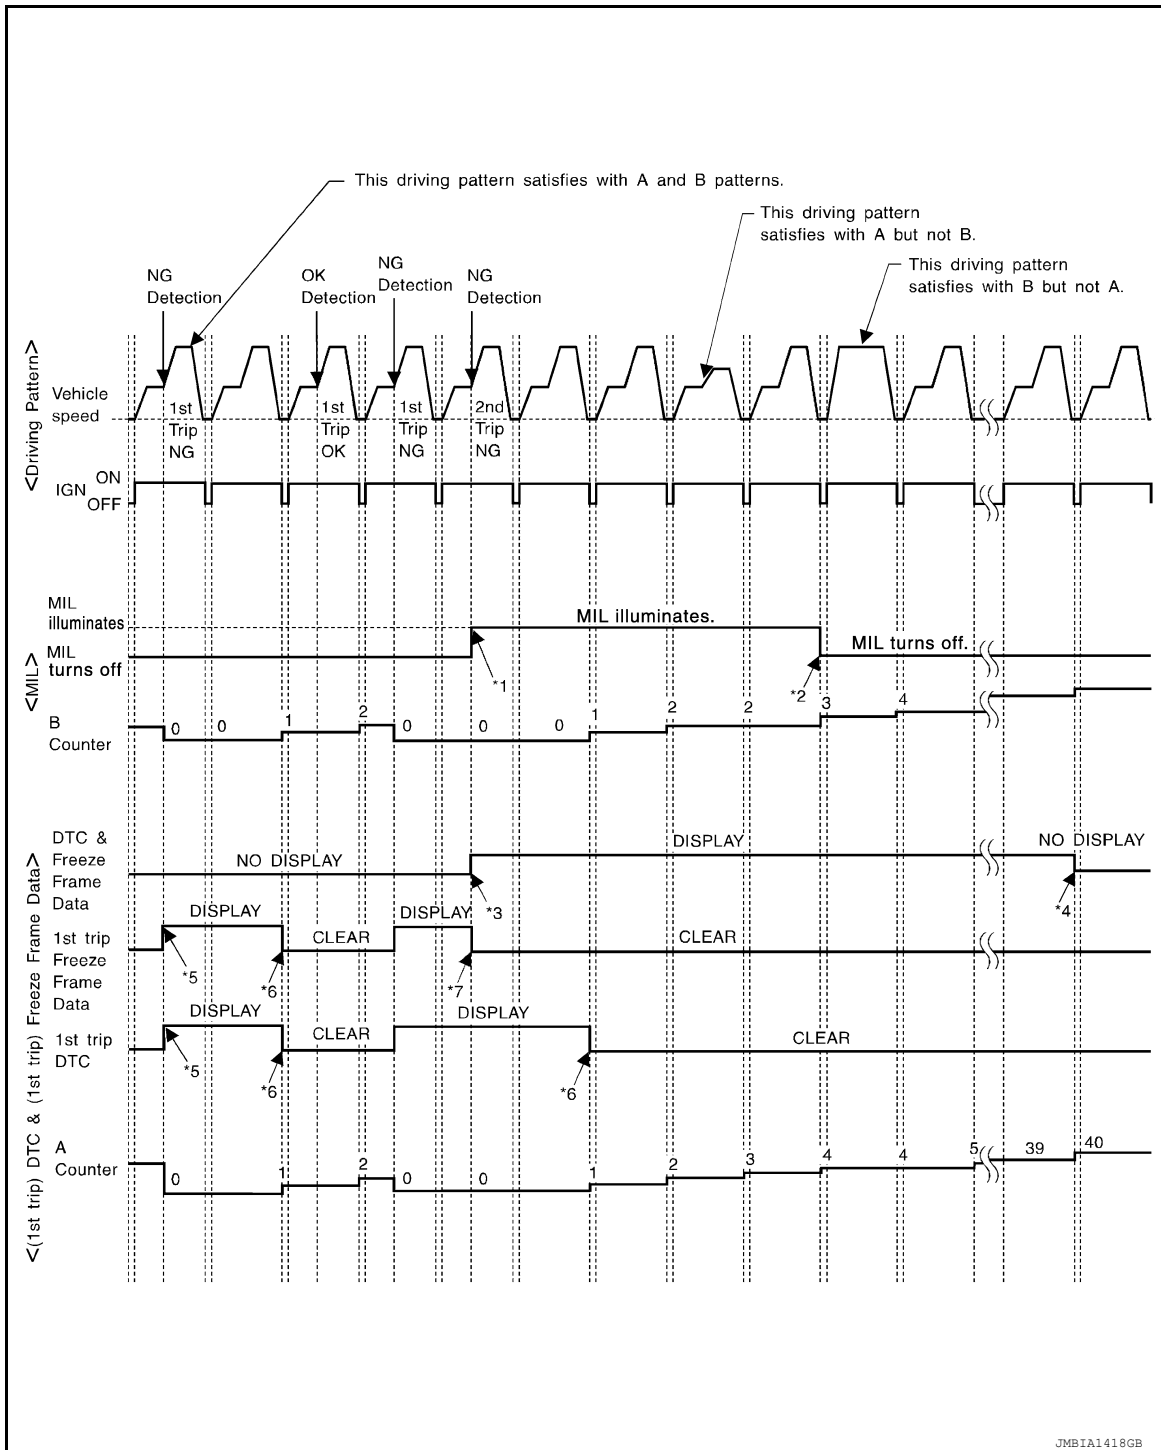 This driving pattern satisfies with A and B patterns.
This driving pattern
satisfies with A but not B.
This driving pattern
satisfies with B but not A.
NG
Detection
OK
Detection
NG
Detection
NG
Detection
<Driving Pattern>
Vehicle
speed
1st
Trip
NG
1st
Trip
OK
1st
Trip
NG
2nd
Trip
NG
IGN
ON
OFF
<MIL>
MIL
illuminates
MIL illuminates.
MIL
turns off
MIL turns off.
*1
*2
B
Counter
0 0 1 2 0 0 0 1 2 2 3 4
<(1st trip) DTC & (1st trip) Freeze Frame Data>
DTC &
Freeze
Frame
Data
NO DISPLAY
DISPLAY
NO DISPLAY
*3
*4
1st trip
Freeze
Frame
Data
DISPLAY
CLEAR
DISPLAY
CLEAR
*5
*6
*7
1st trip
DTC
DISPLAY
CLEAR
DISPLAY
CLEAR
*5
*6
*6
A
Counter
0 1 2 0 0 1 2 3 4 4 5 39 40
JMBIA1418GB